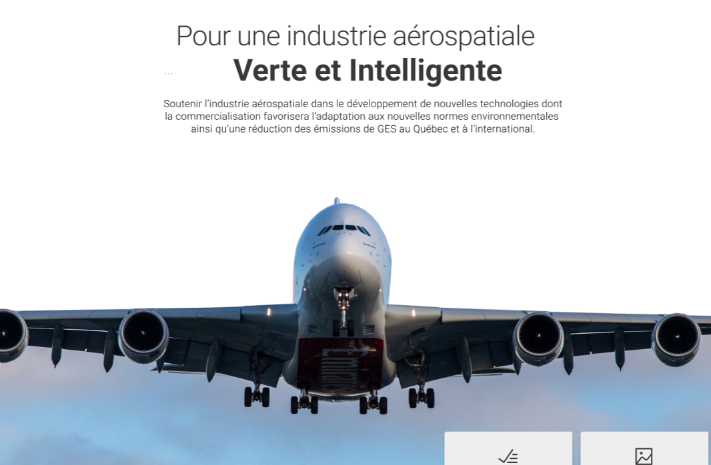 Pour une industrie aérospatiale
Verte et Intelligente
Soutenir l'industrie aérospatiale dans le développement de nouvelles technologies dont
la commercialisation favorisera l'adaptation aux nouvelles normes environnementales
ainsi qu'une réduction des émissions de GES au Québec et à l'international.